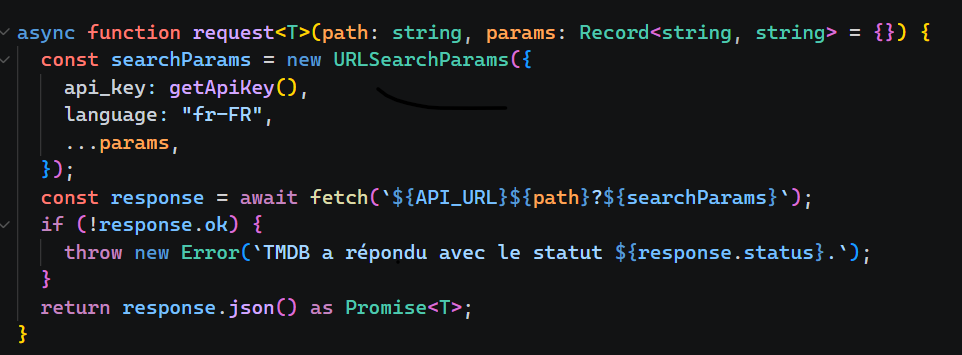 async function request<T>(path: string, params: Record<string, string> = {}) {
const searchParams = new URLSearchParams({
api_key: getApiKey(),
language: "fr-FR",
...params,
});
const response = await fetch(`${API_URL}${path}?${searchParams}`);
if (!response.ok) {
throw new Error(`TMDB a répondu avec le statut ${response.status}.`);
}
return response.json() as Promise<T>;
}